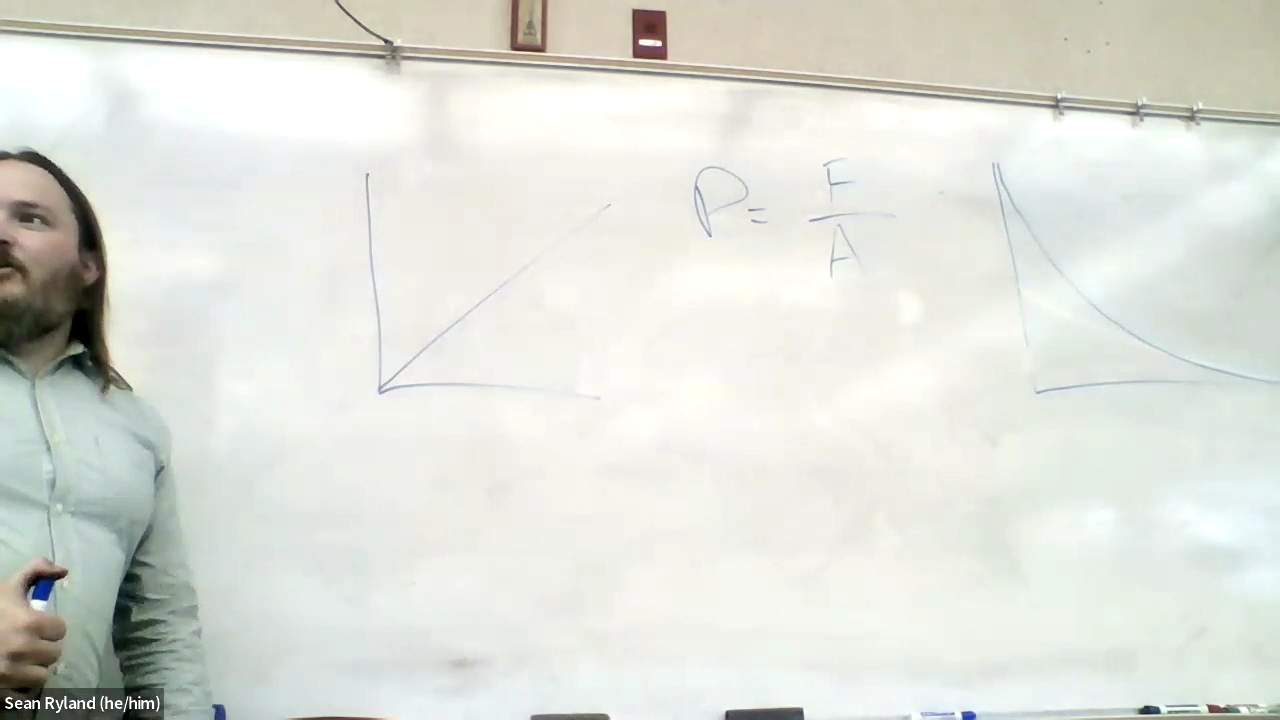 P = F/A
Sean Ryland (he/him)